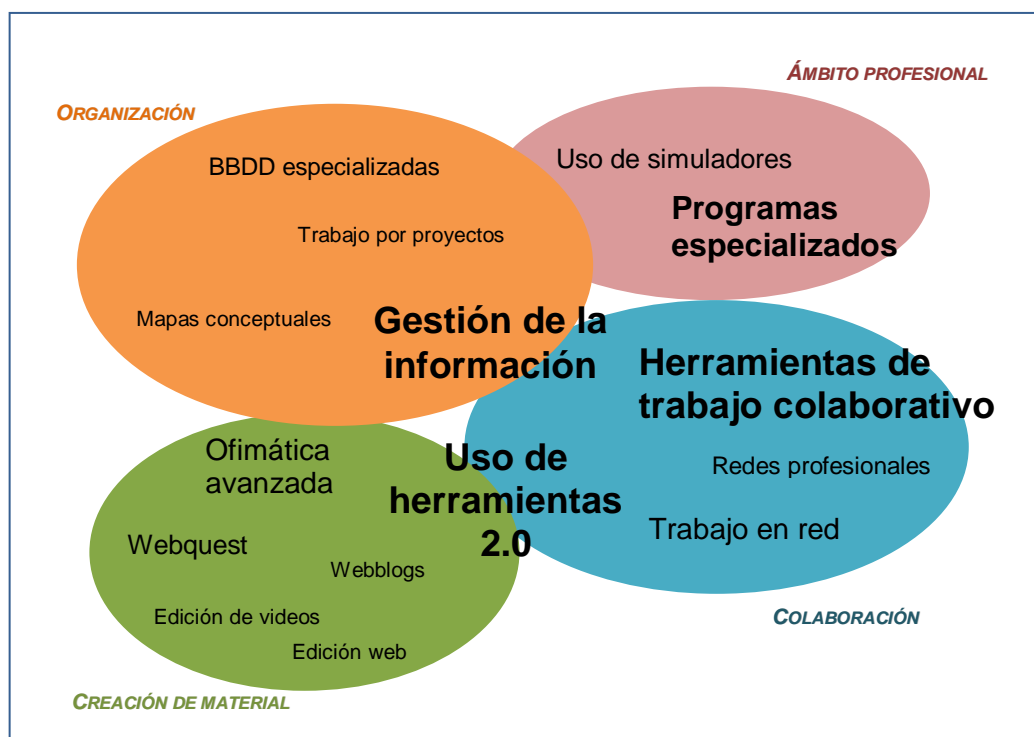 ÁMBITO PROFESIONAL
ORGANIZACIÓN
BBDD especializadas
Uso de simuladores
Programas
especializados
Trabajo por proyectos
Mapas conceptuales
Gestión de la
información
Herramientas de
trabajo colaborativo
Ofimática
avanzada
Uso de
herramientas
2.0
Redes profesionales
Trabajo en red
Webquest
Webblogs
Edición de videos
Edición web
COLABORACIÓN
CREACIÓN DE MATERIAL